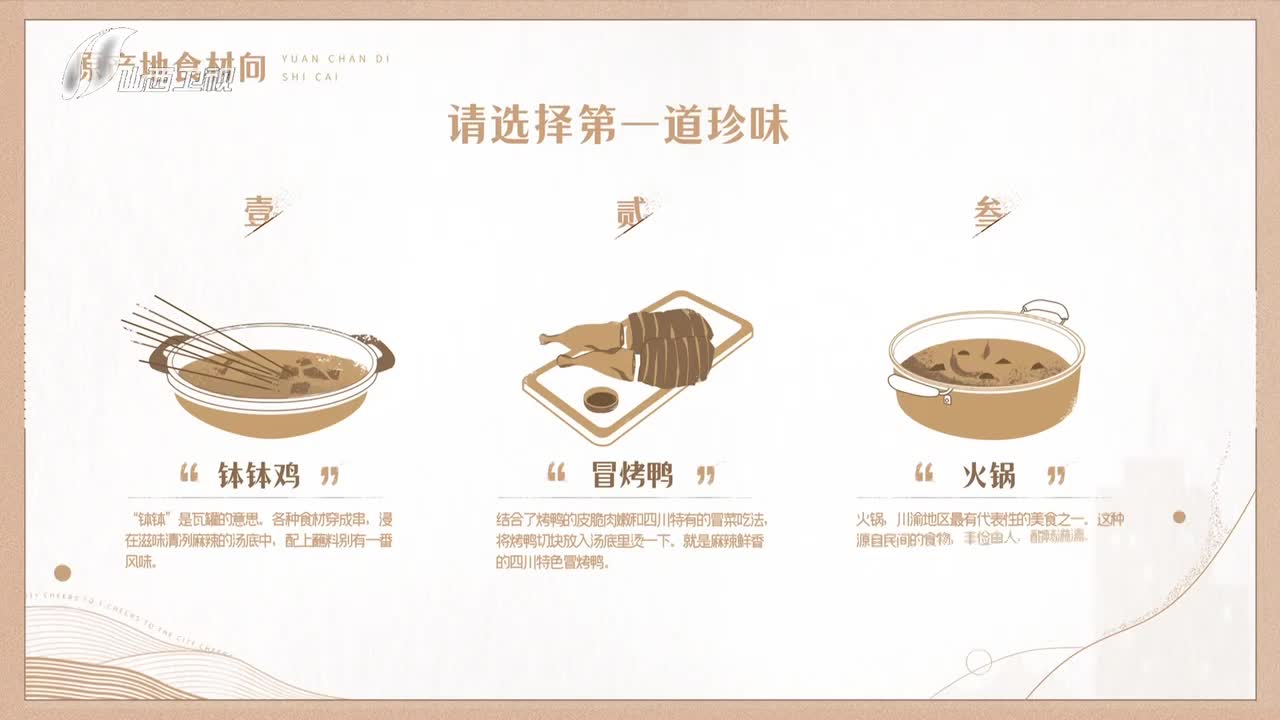 原产地食材向
YUAN CHAN DI
SHI CAI
山西卫视
请选择第一道珍味
壹
贰
叁
“ 钵钵鸡 ”
“钵钵”是瓦罐的意思。各种食材穿成串，浸
在滋味清冽麻辣的汤底中，配上蘸料别有一番
风味。
“ 冒烤鸭 ”
结合了烤鸭的皮脆肉嫩和四川特有的冒菜吃法，
将烤鸭切块放入汤底里烫一下。就是麻辣鲜香
的四川特色冒烤鸭。
“ 火锅 ”
火锅，川渝地区最有代表性的美食之一。这种
源自民间的食物，丰俭由人，
CHEERS TO
CHEERS TO THE CITY CHEERS